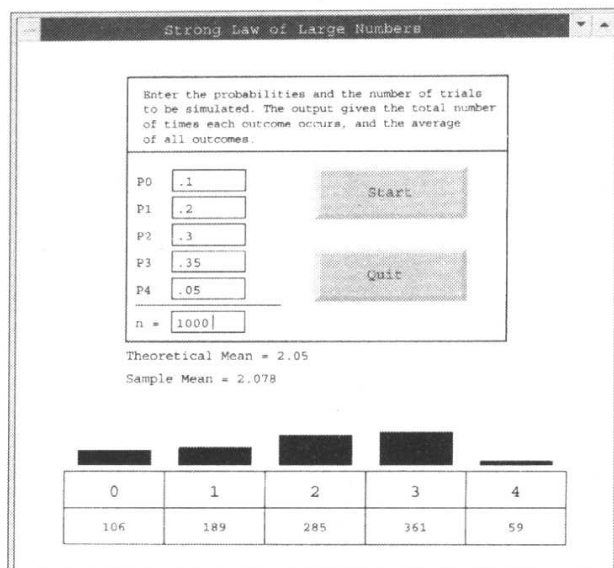 Strong Law of Large Numbers
Enter the probabilities and the number of trials
to be simulated. The output gives the total number
of times each outcome occurs, and the average
of all outcomes.
P0 .1
P1 .2
P2 .3
P3 .35
P4 .05
n = 1000
Start
Quit
Theoretical Mean = 2.05
Sample Mean = 2.078
0 1 2 3 4
106 189 285 361 59